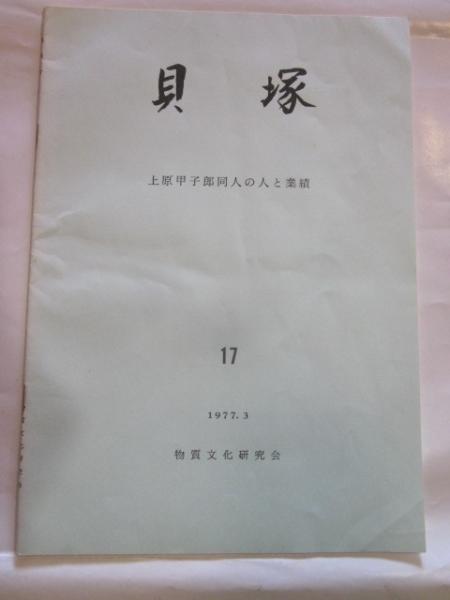 貝塚
上原甲子郎同人の人と業績
17
1977.3
物質文化研究会